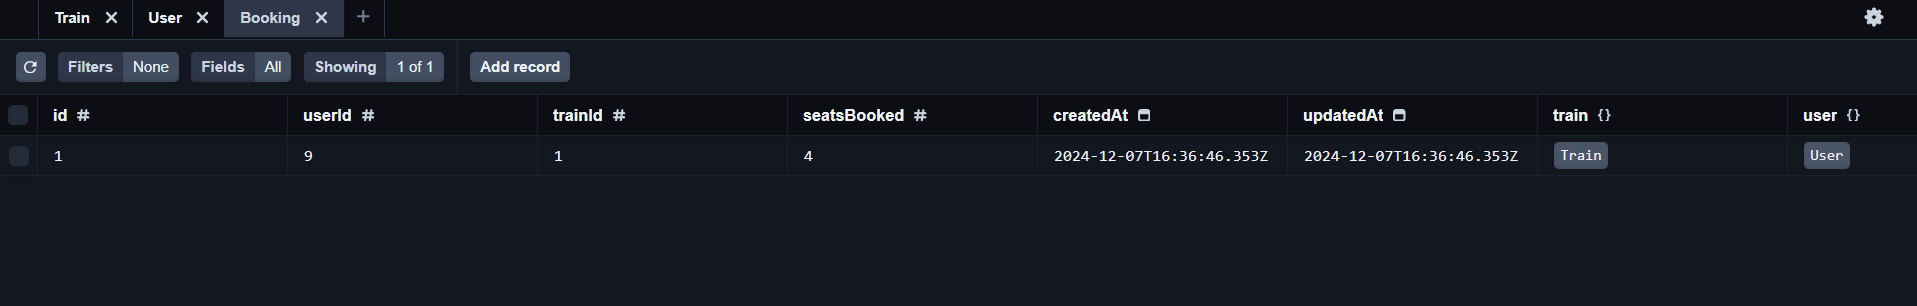 Train User Booking
Filters None Fields All Showing 1 of 1 Add record
id userId trainId seatsBooked createdAt updatedAt train {} user {}
1 9 1 4 2024-12-07T16:36:46.353Z 2024-12-07T16:36:46.353Z Train User